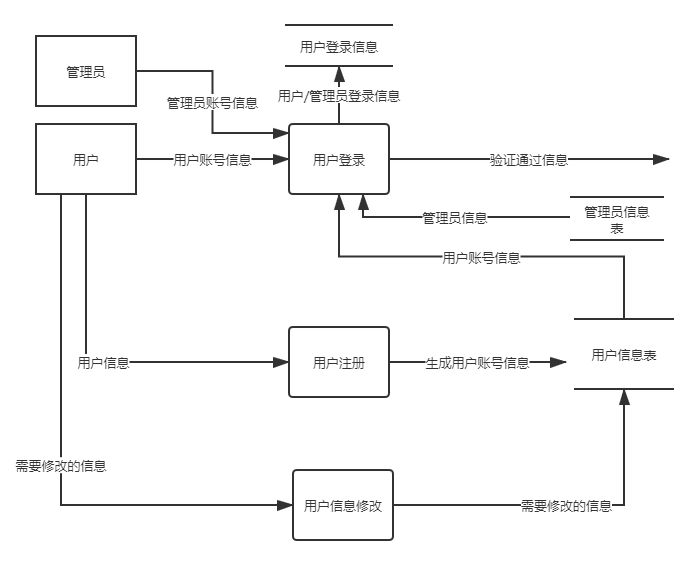 用户登录信息
管理员
用户/管理员登录信息
管理员账号信息
用户
用户账号信息
用户登录
验证通过信息
管理员信息
管理员信息
表
用户账号信息
用户信息
用户注册
生成用户账号信息
用户信息表
需要修改的信息
用户信息修改
需要修改的信息